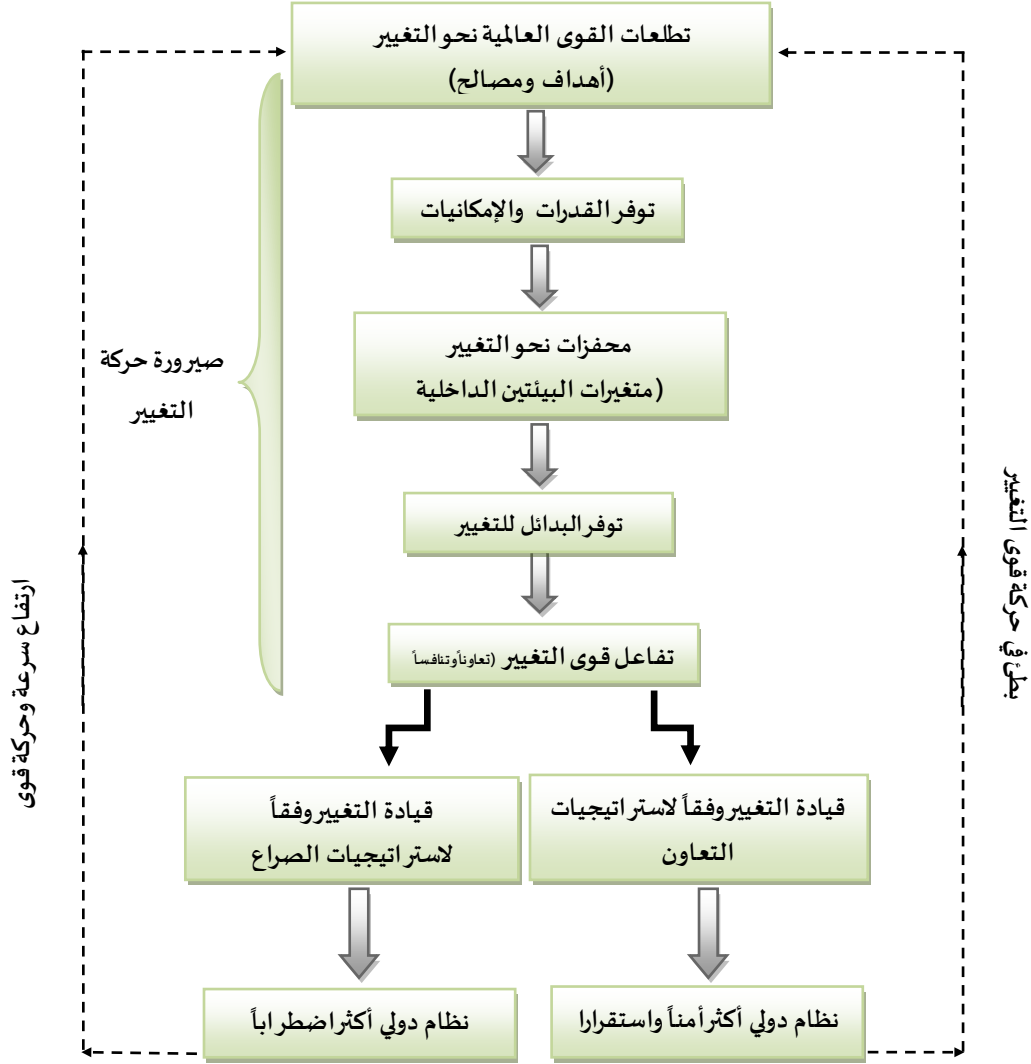 تطلعات القوى العالمية نحو التغيير
(أهداف ومصالح)
توفر القدرات والإمكانيات
محفزات نحو التغيير
(متغيرات البيئتين الداخلية
صيرورة حركة
التغيير
توفر البدائل للتغيير
تفاعل قوى التغيير (تعاوناً وتنافساً
بطئ في حركة قوى التغيير
ارتفاع سرعة وحركة قوى
قيادة التغيير وفقاً لاستراتيجيات
التعاون
قيادة التغيير وفقاً
لاستراتيجيات الصراع
نظام دولي أكثر أمناً واستقرارا
نظام دولي أكثر اضطراباً